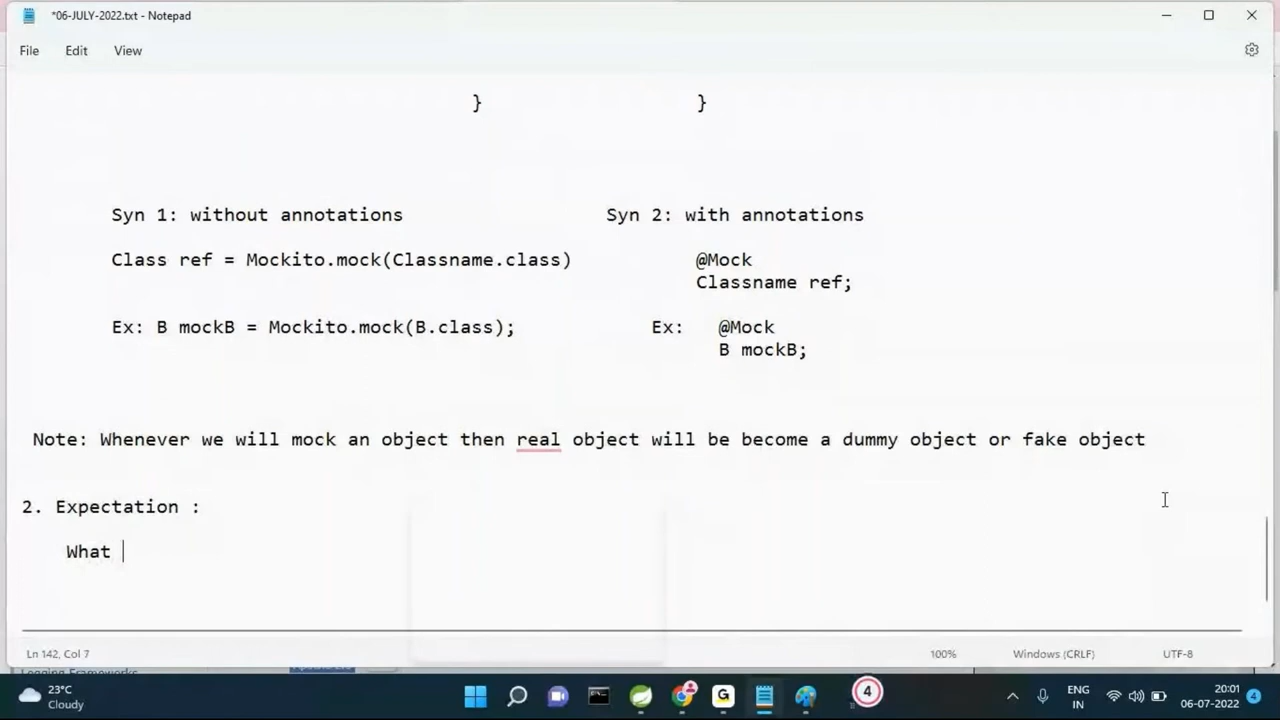 *06-JULY-2022.txt - Notepad
File Edit View
} }
Syn 1: without annotations Syn 2: with annotations
Class ref = Mockito.mock(Classname.class) @Mock
Classname ref;
Ex: B mockB = Mockito.mock(B.class); Ex: @Mock
B mockB;
Note: Whenever we will mock an object then real object will be become a dummy object or fake object
2. Expectation :
What
Ln 142, Col 7 100% Windows (CRLF) UTF-8
Logging Frameworks
23°C
Cloudy
4
ENG
IN
20:01
06-07-2022
4